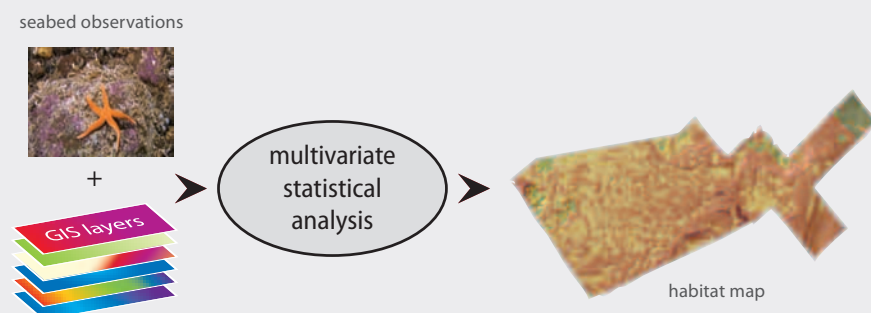 seabed observations
+
GIS layers
multivariate
statistical
analysis
habitat map